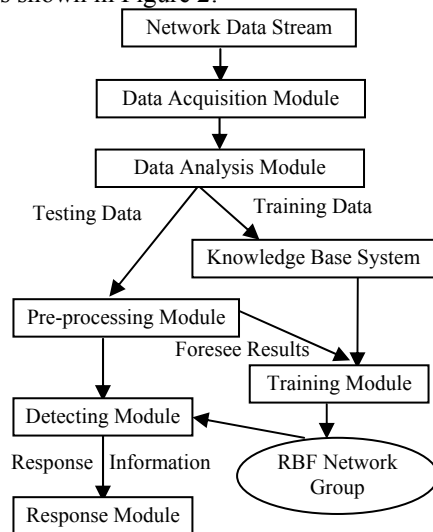 s shown in Figure 2.
Network Data Stream
Data Acquisition Module
Data Analysis Module
Testing Data
Training Data
Knowledge Base System
Pre-processing Module
Foresee Results
Training Module
Detecting Module
RBF Network
Group
Response Information
Response Module